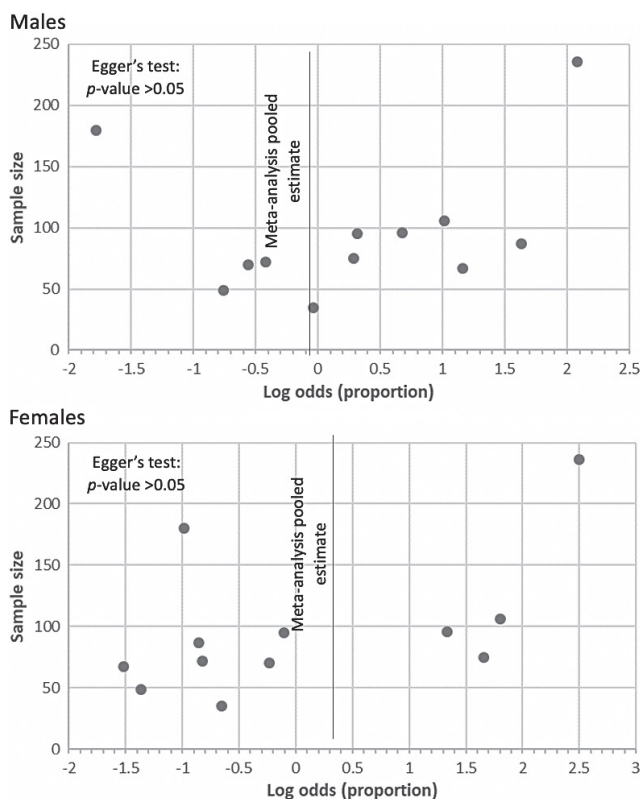 Males
250
200
150
100
50
0
Sample size
Egger's test:
p-value >0.05
Meta-analysis pooled
estimate
-2 -1.5 -1 -0.5 0 0.5 1 1.5 2 2.5
Log odds (proportion)
Females
250
200
150
100
50
0
Sample size
Egger's test:
p-value >0.05
Meta-analysis pooled
estimate
-2 -1.5 -1 -0.5 0 0.5 1 1.5 2 2.5 3
Log odds (proportion)